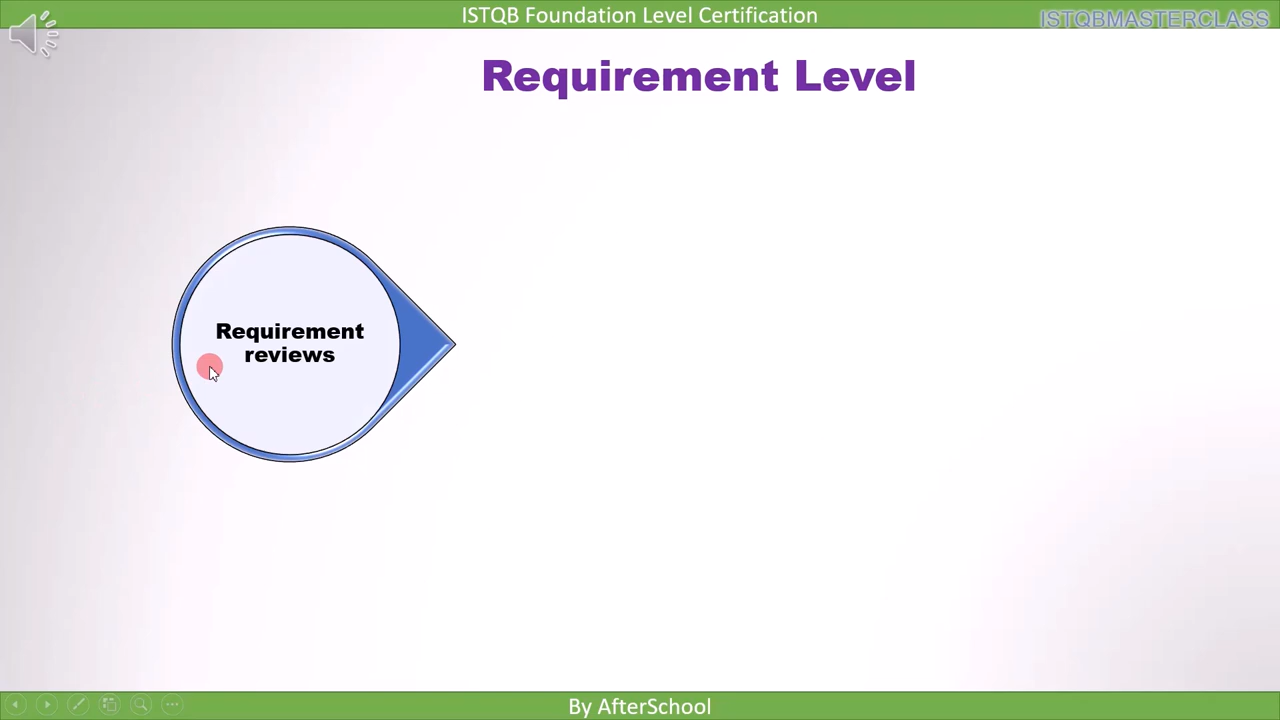 ISTQB Foundation Level Certification
ISTQBMASTERCLASS
Requirement Level
Requirement
reviews
By AfterSchool